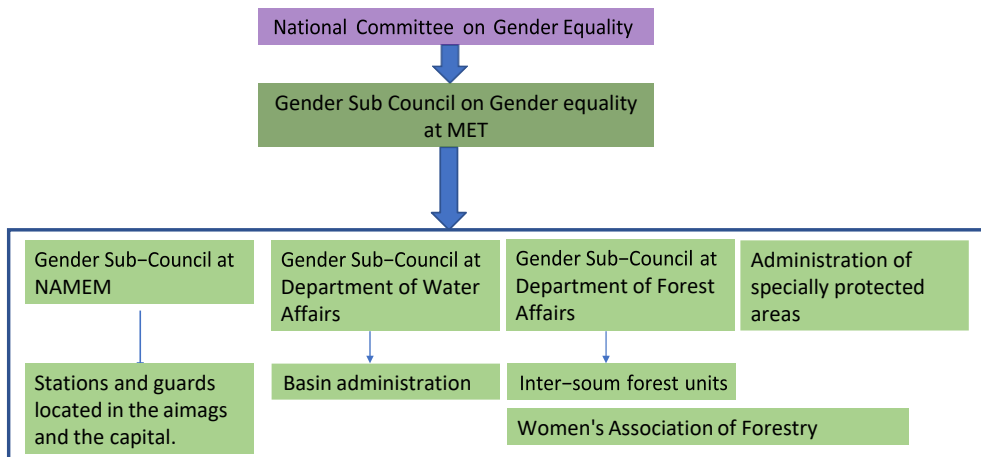 National Committee on Gender Equality
Gender Sub Council on Gender equality
at MET
Gender Sub-Council at
NAMEM
Gender Sub-Council at
Department of Water
Affairs
Gender Sub-Council at
Department of Forest
Affairs
Administration of
specially protected
areas
Stations and guards
located in the aimags
and the capital.
Basin administration
Inter-soum forest units
Women's Association of Forestry